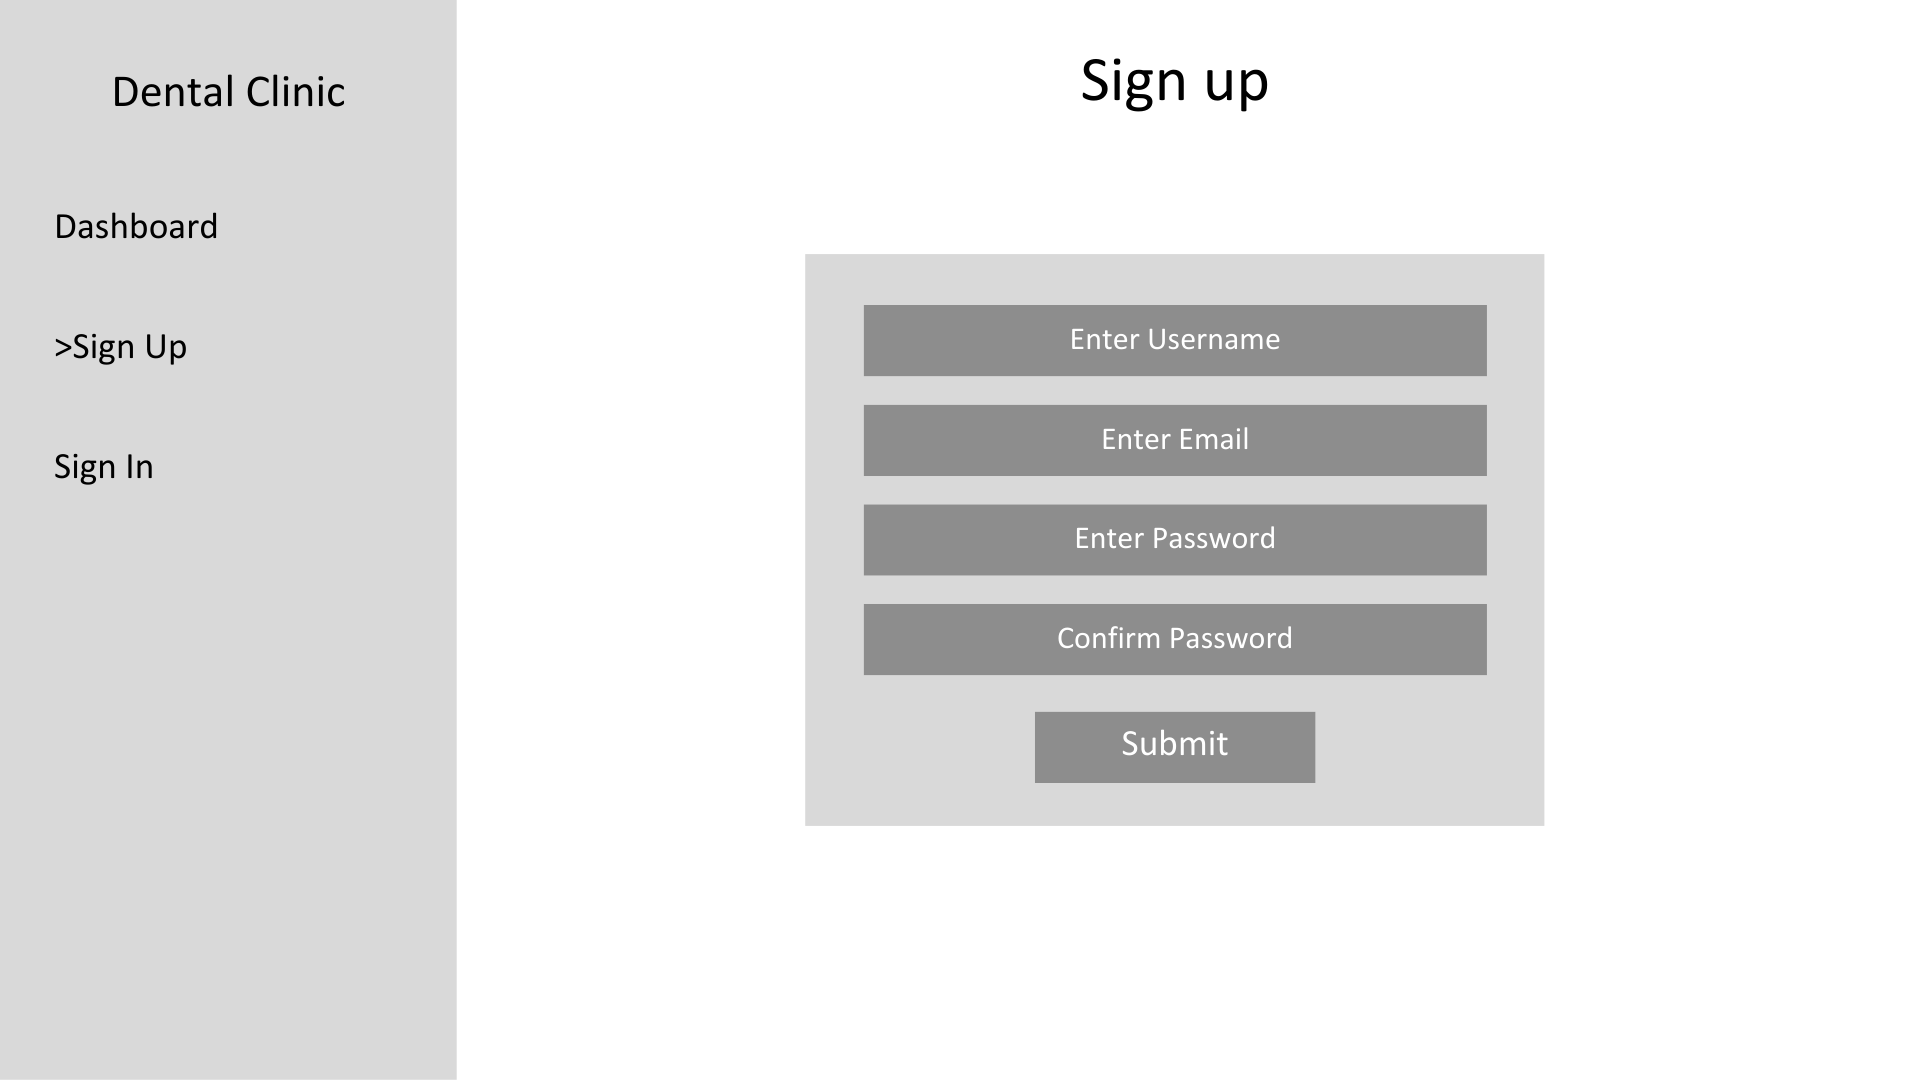 Dental Clinic
Dashboard
>Sign Up
Sign In
Sign up
Enter Username
Enter Email
Enter Password
Confirm Password
Submit